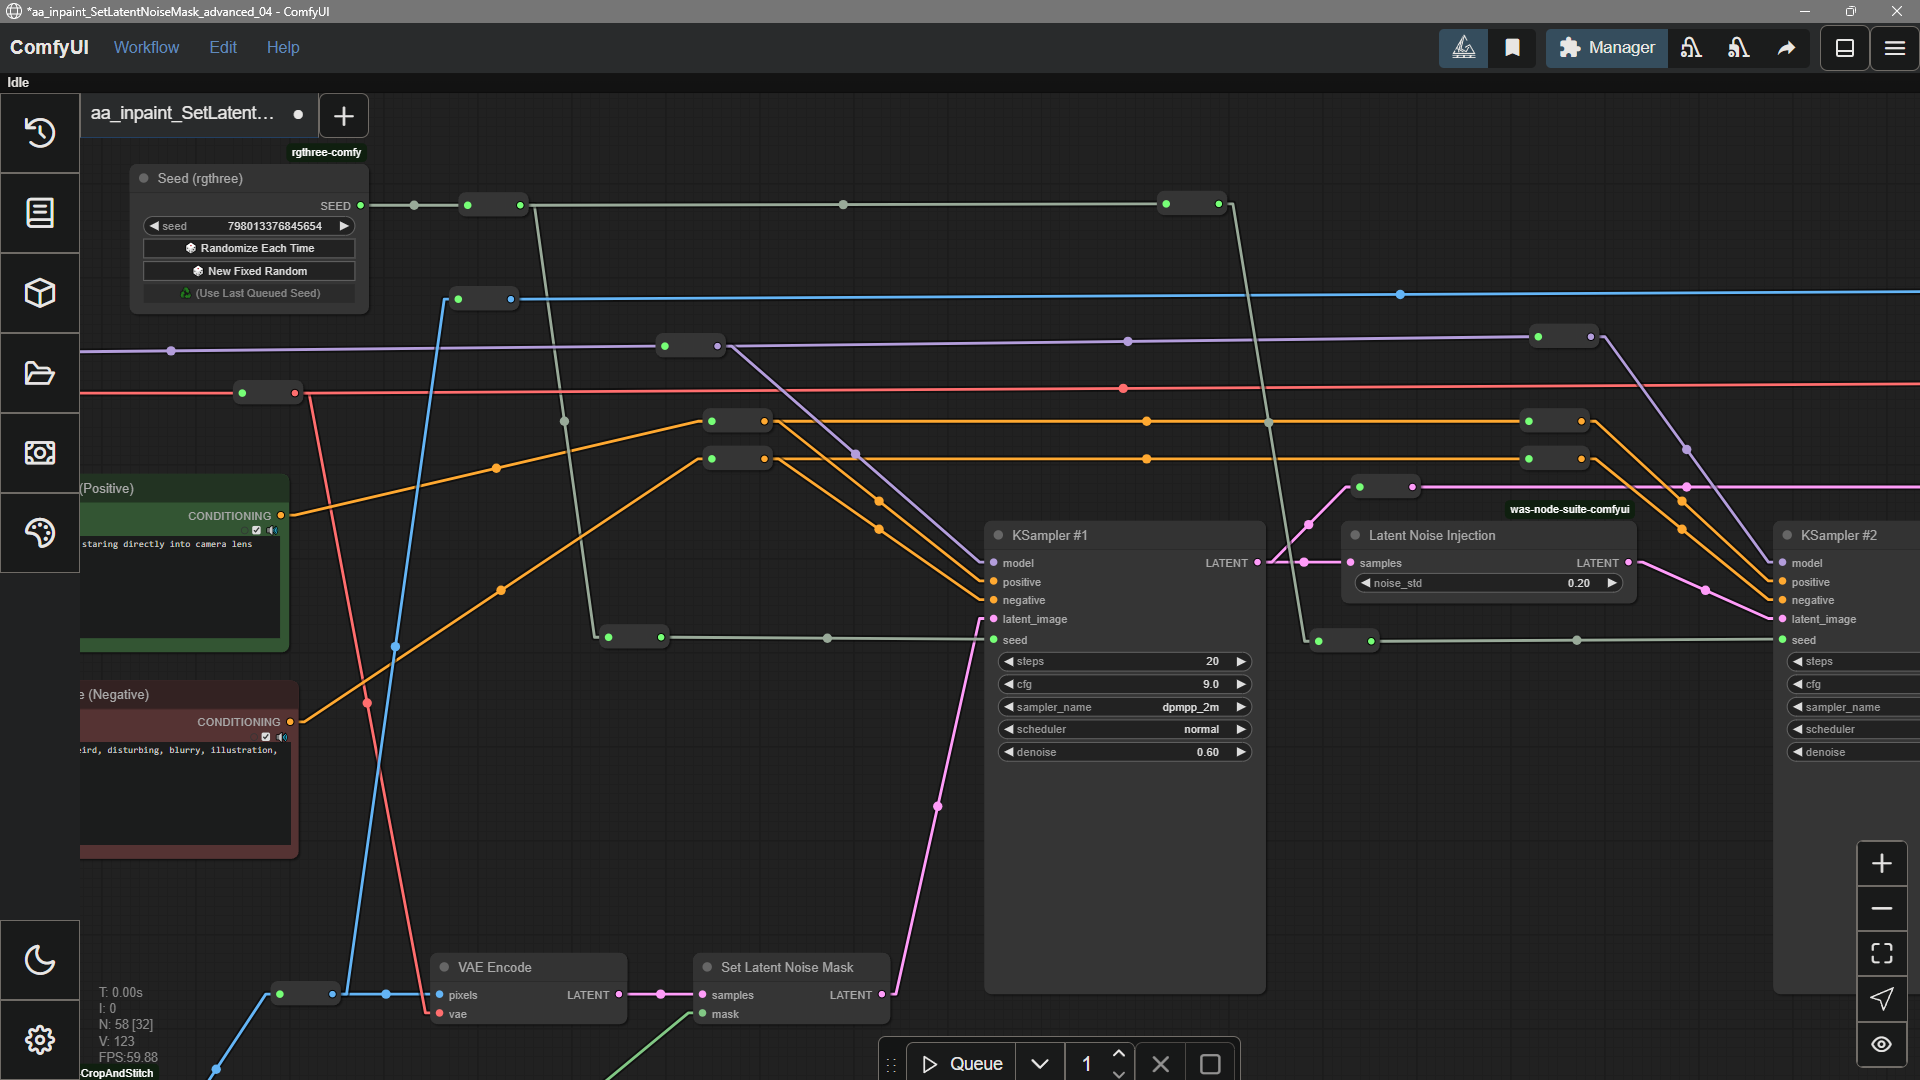 *aa_inpaint_SetLatentNoiseMask_advanced_04 - ComfyUI
ComfyUI Workflow Edit Help
Manager
Idle
aa_inpaint_SetLatent...
rgthree-comfy
Seed (rgthree)
SEED
seed 798013376845654
Randomize Each Time
New Fixed Random
(Use Last Queued Seed)
(Positive)
CONDITIONING
staring directly into camera lens
e (Negative)
CONDITIONING
eird, disturbing, blurry, illustration,
KSampler #1
model LATENT
positive
negative
latent_image
seed
steps 20
cfg 9.0
sampler_name dpmpp_2m
scheduler normal
denoise 0.60
was-node-suite-comfyui
Latent Noise Injection
samples LATENT
noise_std 0.20
KSampler #2
model
positive
negative
latent_image
seed
steps
cfg
sampler_name
scheduler
denoise
VAE Encode
pixels LATENT
vae
Set Latent Noise Mask
samples LATENT
mask
T: 0.00s
I: 0
N: 58 [32]
V: 123
FPS:59.88
CropAndStitch
Queue 1